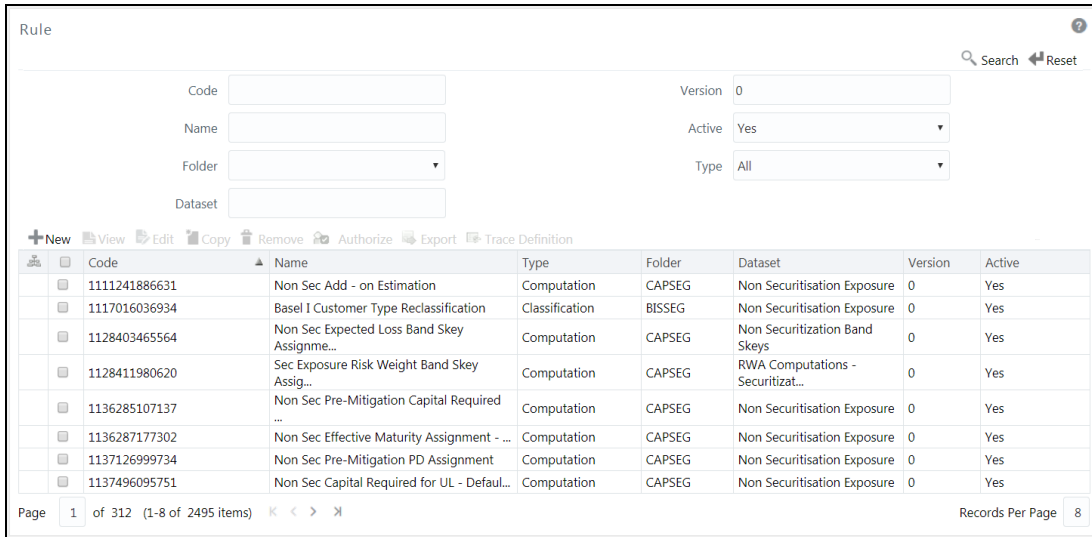 Rule
?
Search Reset
Code Version 0
Name Active Yes
Folder Type All
Dataset
New View Edit Copy Remove Authorize Export Trace Definition
Code Name Type Folder Dataset Version Active
1111241886631 Non Sec Add - on Estimation Computation CAPSEG Non Securitisation Exposure 0 Yes
1117016036934 Basel I Customer Type Reclassification Classification BISSEG Non Securitisation Exposure 0 Yes
1128403465564 Non Sec Expected Loss Band Skey Assignme... Computation CAPSEG Non Securitization Band Skeys 0 Yes
1128411980620 Sec Exposure Risk Weight Band Skey Assig... Computation CAPSEG RWA Computations - Securitizat... 0 Yes
1136285107137 Non Sec Pre-Mitigation Capital Required ... Computation CAPSEG Non Securitisation Exposure 0 Yes
1136287177302 Non Sec Effective Maturity Assignment - ... Computation CAPSEG Non Securitisation Exposure 0 Yes
1137126999734 Non Sec Pre-Mitigation PD Assignment Computation CAPSEG Non Securitisation Exposure 0 Yes
1137496095751 Non Sec Capital Required for UL - Defaul... Computation CAPSEG Non Securitisation Exposure 0 Yes
Page 1 of 312 (1-8 of 2495 items) Records Per Page 8